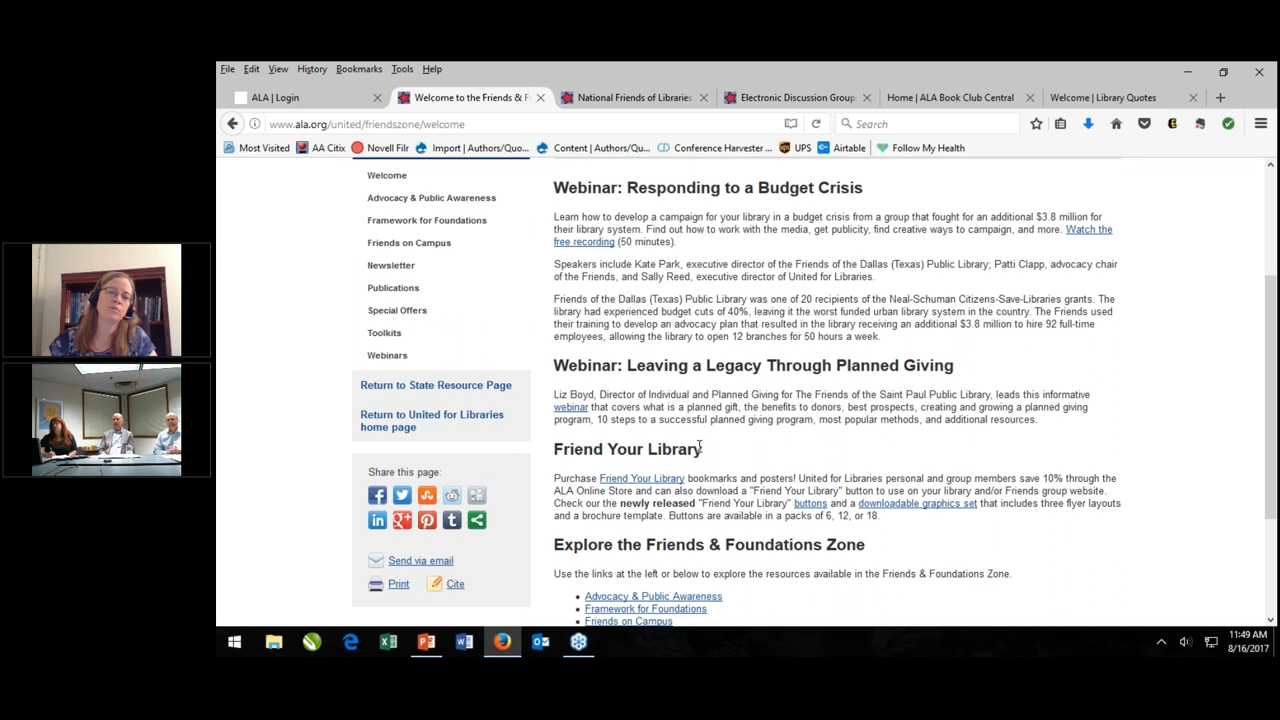 File Edit View History Bookmarks Tools Help
ALA | Login
Welcome to the Friends & F
National Friends of Libraries
Electronic Discussion Group
Home | ALA Book Club Central
Welcome | Library Quotes
www.ala.org/united/friendszone/welcome
Search
Most Visited
AA Citix
Novell Filr
Import | Authors/Quo...
Content | Authors/Qu...
Conference Harvester ...
UPS
Airtable
Follow My Health
Welcome
Advocacy & Public Awareness
Framework for Foundations
Friends on Campus
Newsletter
Publications
Special Offers
Toolkits
Webinars
Return to State Resource Page
Return to United for Libraries
home page
Share this page:
Send via email
Print
Cite
Webinar: Responding to a Budget Crisis
Learn how to develop a campaign for your library in a budget crisis from a group that fought for an additional $3.8 million for
their library system. Find out how to work with the media, get publicity, find creative ways to campaign, and more. Watch the
free recording (50 minutes).
Speakers include Kate Park, executive director of the Friends of the Dallas (Texas) Public Library; Patti Clapp, advocacy chair
of the Friends, and Sally Reed, executive director of United for Libraries.
Friends of the Dallas (Texas) Public Library was one of 20 recipients of the Neal-Schuman Citizens-Save-Libraries grants. The
library had experienced budget cuts of 40%, leaving it the worst funded urban library system in the country. The Friends used
their training to develop an advocacy plan that resulted in the library receiving an additional $3.8 million to hire 92 full-time
employees, allowing the library to open 12 branches for 50 hours a week.
Webinar: Leaving a Legacy Through Planned Giving
Liz Boyd, Director of Individual and Planned Giving for The Friends of the Saint Paul Public Library, leads this informative
webinar that covers what is a planned gift, the benefits to donors, best prospects, creating and growing a planned giving
program, 10 steps to a successful planned giving program, most popular methods, and additional resources.
Friend Your Library
Purchase Friend Your Library bookmarks and posters! United for Libraries personal and group members save 10% through the
ALA Online Store and can also download a "Friend Your Library" button to use on your library and/or Friends group website.
Check our the newly released "Friend Your Library" buttons and a downloadable graphics set that includes three flyer layouts
and a brochure template. Buttons are available in a packs of 6, 12, or 18.
Explore the Friends & Foundations Zone
Use the links at the left or below to explore the resources available in the Friends & Foundations Zone.
• Advocacy & Public Awareness
• Framework for Foundations
• Friends on Campus
11:49 AM
8/16/2017